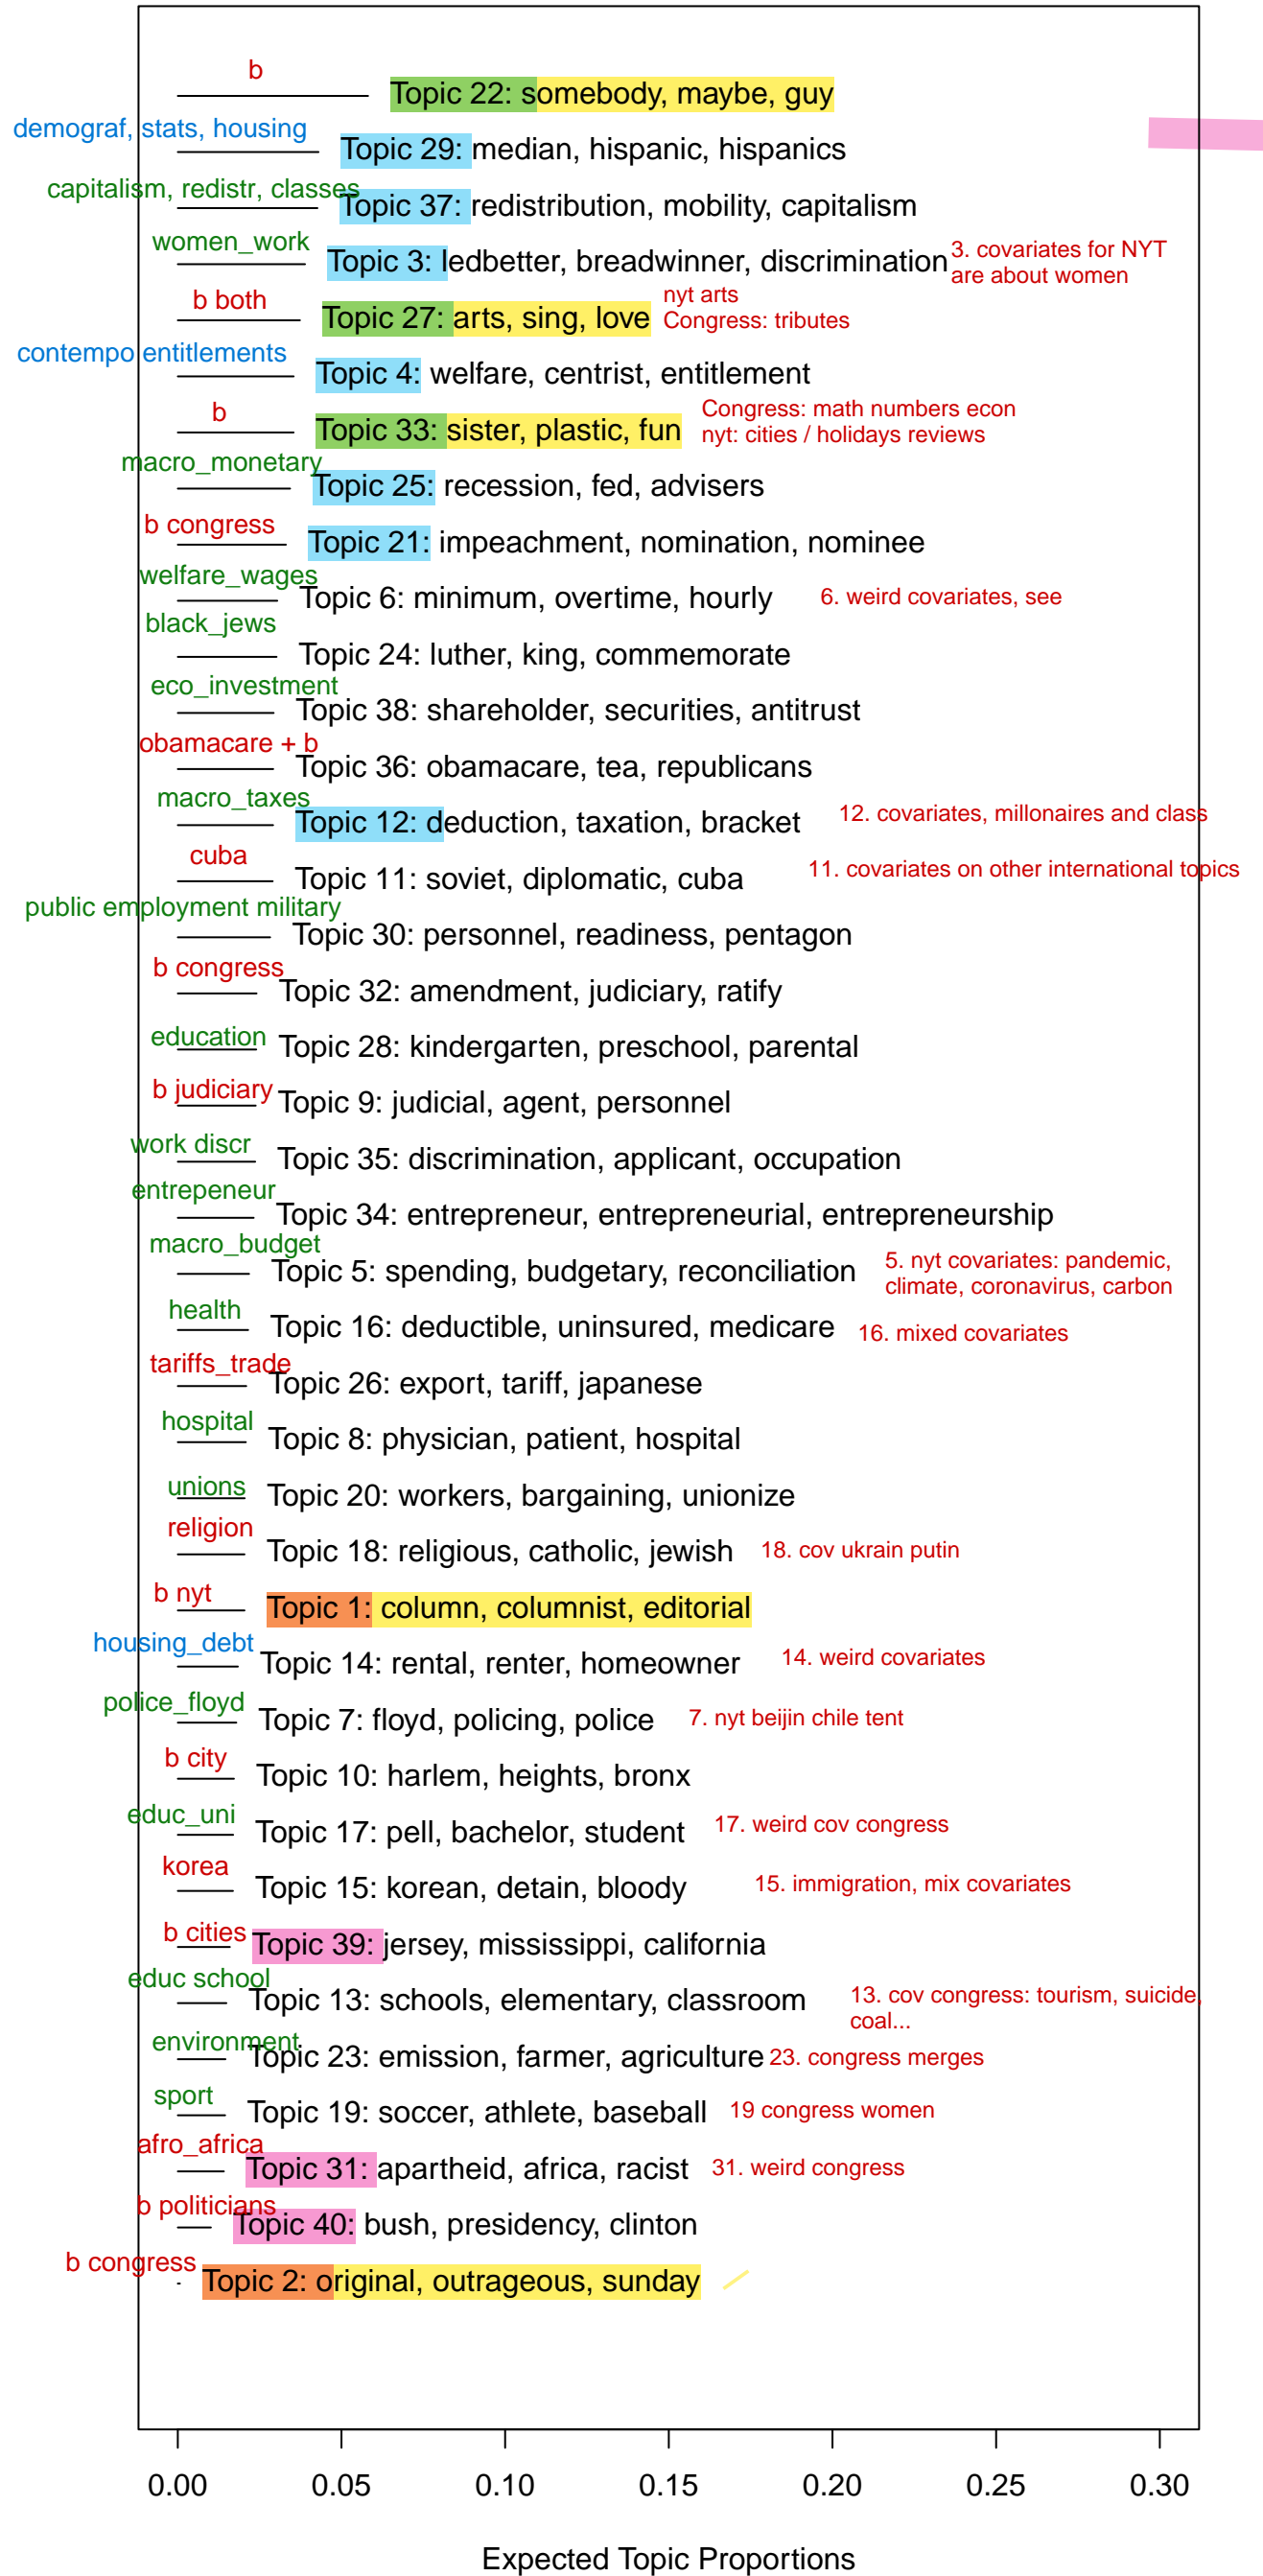 b
Topic 22: somebody, maybe, guy
demograf, stats, housing
Topic 29: median, hispanic, hispanics
capitalism, redistr, classes
Topic 37: redistribution, mobility, capitalism
women_work
Topic 3: ledbetter, breadwinner, discrimination
3. covariates for NYT
are about women
b both
Topic 27: arts, sing, love
nyt arts
Congress: tributes
contempo entitlements
Topic 4: welfare, centrist, entitlement
b
Topic 33: sister, plastic, fun
Congress: math numbers econ
nyt: cities / holidays reviews
macro_monetary
Topic 25: recession, fed, advisers
b congress
Topic 21: impeachment, nomination, nominee
welfare_wages
Topic 6: minimum, overtime, hourly
6. weird covariates, see
black_jews
Topic 24: luther, king, commemorate
eco_investment
Topic 38: shareholder, securities, antitrust
obamacare + b
Topic 36: obamacare, tea, republicans
macro_taxes
Topic 12: deduction, taxation, bracket
12. covariates, millonaires and class
cuba
Topic 11: soviet, diplomatic, cuba
11. covariates on other international topics
public employment military
Topic 30: personnel, readiness, pentagon
b congress
Topic 32: amendment, judiciary, ratify
education
Topic 28: kindergarten, preschool, parental
b judiciary
Topic 9: judicial, agent, personnel
work discr
Topic 35: discrimination, applicant, occupation
entrepeneur
Topic 34: entrepreneur, entrepreneurial, entrepreneurship
macro_budget
Topic 5: spending, budgetary, reconciliation
5. nyt covariates: pandemic,
climate, coronavirus, carbon
health
Topic 16: deductible, uninsured, medicare
16. mixed covariates
tariffs_trade
Topic 26: export, tariff, japanese
hospital
Topic 8: physician, patient, hospital
unions
Topic 20: workers, bargaining, unionize
religion
Topic 18: religious, catholic, jewish
18. cov ukrain putin
b nyt
Topic 1: column, columnist, editorial
housing_debt
Topic 14: rental, renter, homeowner
14. weird covariates
police_floyd
Topic 7: floyd, policing, police
7. nyt beijin chile tent
b city
Topic 10: harlem, heights, bronx
educ_uni
Topic 17: pell, bachelor, student
17. weird cov congress
korea
Topic 15: korean, detain, bloody
15. immigration, mix covariates
b cities
Topic 39: jersey, mississippi, california
educ school
Topic 13: schools, elementary, classroom
13. cov congress: tourism, suicide,
coal...
environment
Topic 23: emission, farmer, agriculture
23. congress merges
sport
Topic 19: soccer, athlete, baseball
19 congress women
afro_africa
Topic 31: apartheid, africa, racist
31. weird congress
b politicians
Topic 40: bush, presidency, clinton
b congress
Topic 2: original, outrageous, sunday
0.00 0.05 0.10 0.15 0.20 0.25 0.30
Expected Topic Proportions